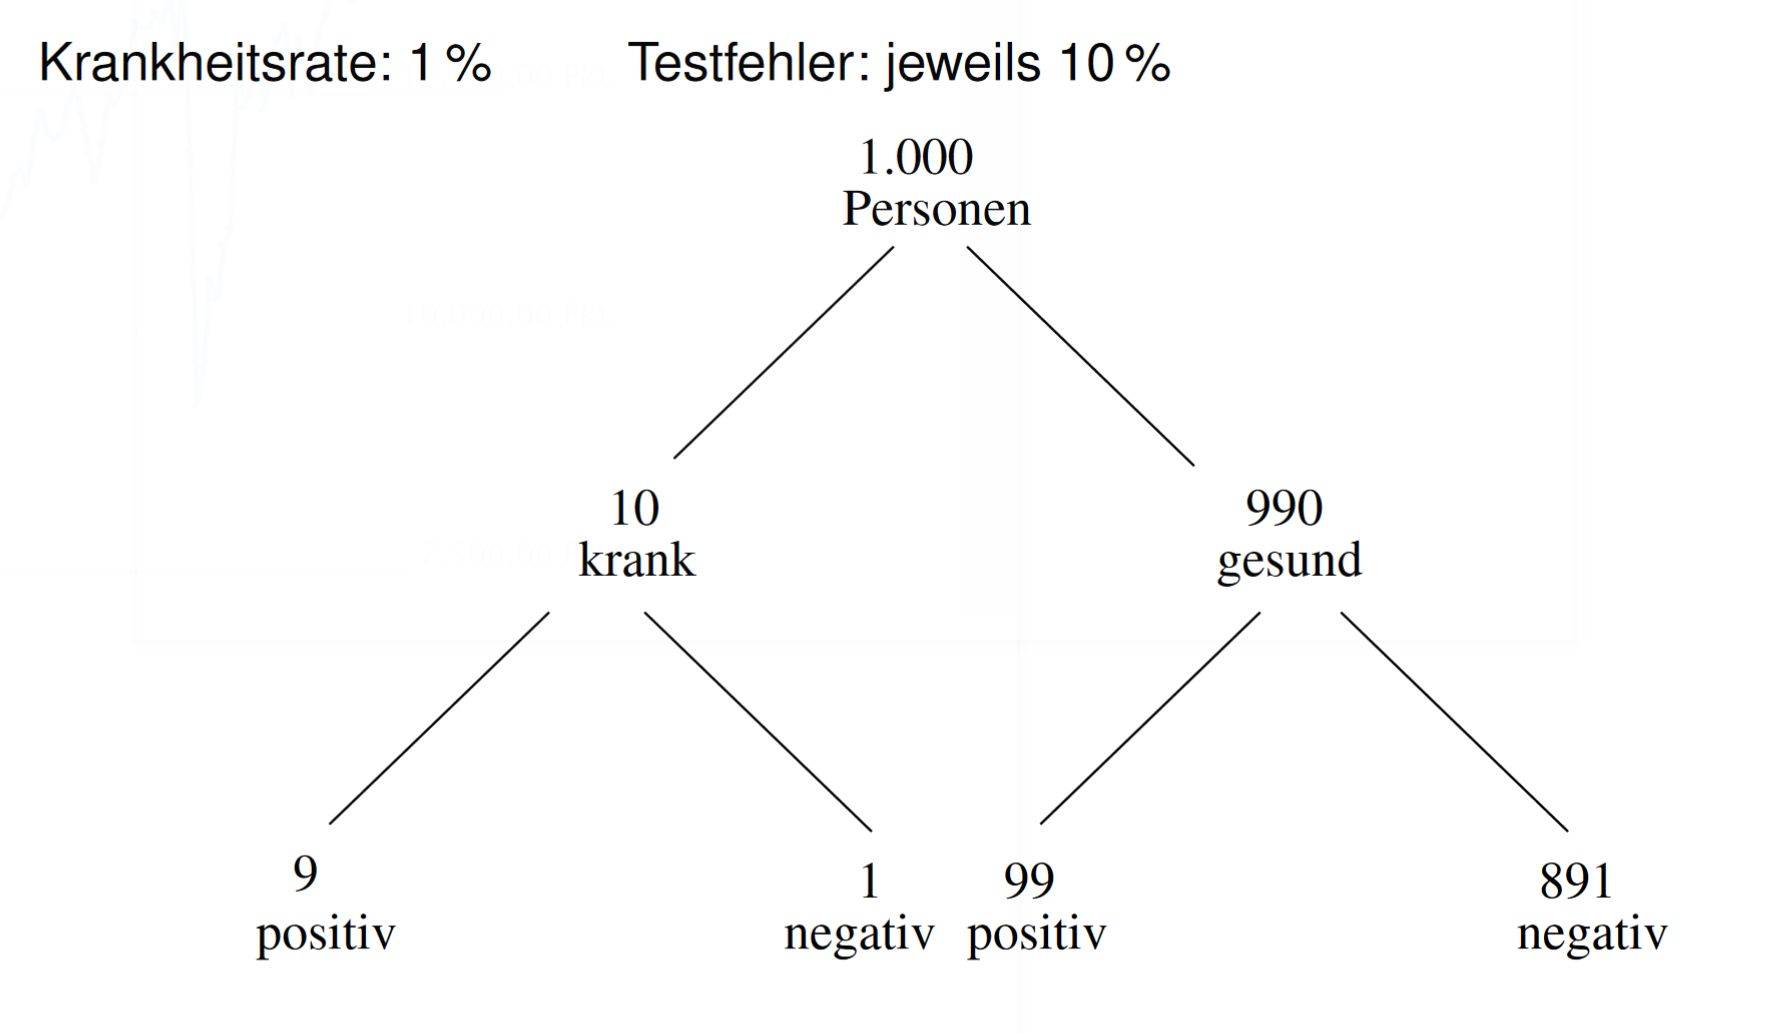 Krankheitsrate: 1 % Testfehler: jeweils 10 %
1.000
Personen
10 990
krank gesund
9 1 99 891
positiv negativ positiv negativ